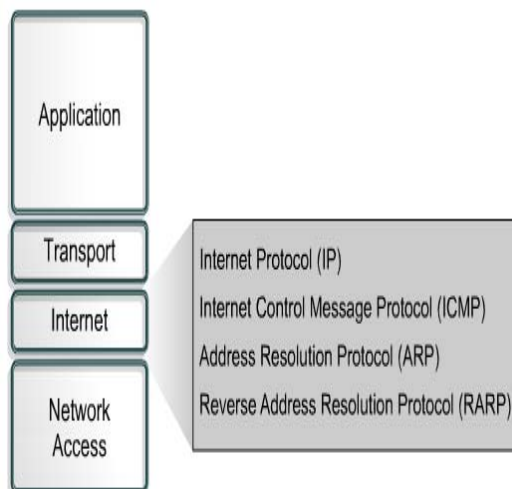 Application
Transport
Internet
Network
Access
Internet Protocol (IP)
Internet Control Message Protocol (ICMP)
Address Resolution Protocol (ARP)
Reverse Address Resolution Protocol (RARP)